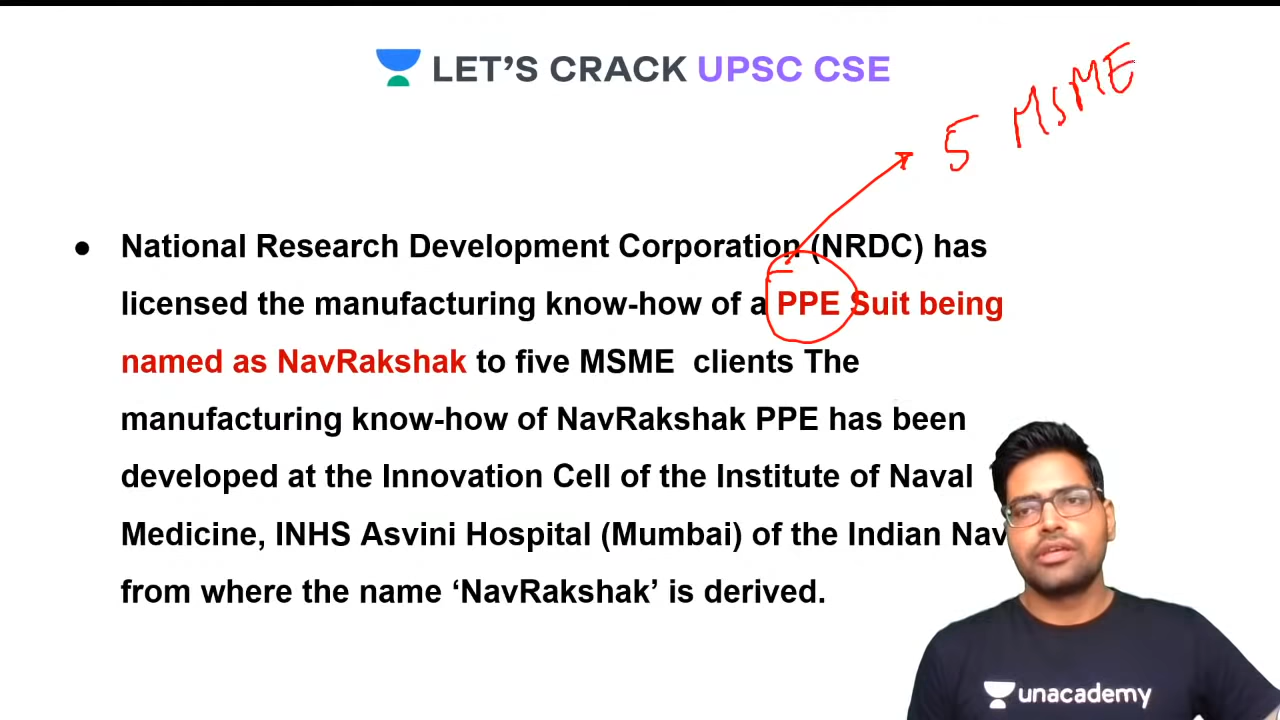 LET'S CRACK UPSC CSE
5 MSME
● National Research Development Corporation (NRDC) has
licensed the manufacturing know-how of a PPE Suit being
named as NavRakshak to five MSME clients The
manufacturing know-how of NavRakshak PPE has been
developed at the Innovation Cell of the Institute of Naval
Medicine, INHS Asvini Hospital (Mumbai) of the Indian Nav
from where the name ‘NavRakshak’ is derived.
unacademy